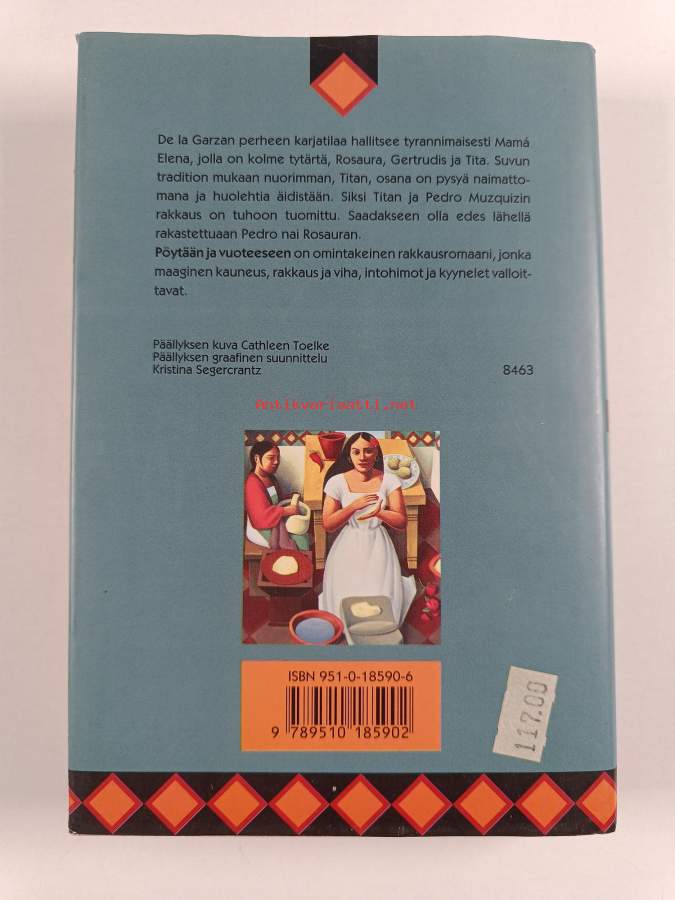 De la Garzan perheen karjatilaa hallitsee tyrannimaisesti Mamá
Elena, jolla on kolme tytärtä, Rosaura, Gertrudis ja Tita. Suvun
tradition mukaan nuorimman, Titan, osana on pysyä naimatto-
mana ja huolehtia äidistään. Siksi Titan ja Pedro Muzquizin
rakkaus on tuhoon tuomittu. Saadakseen olla edes lähellä
rakastettuaan Pedro nai Rosauran.
Pöytään ja vuoteeseen on omintakeinen rakkausromaani, jonka
maaginen kauneus, rakkaus ja viha, intohimot ja kyynelet valloit-
tavat.
Päällyksen kuva Cathleen Toelke
Päällyksen graafinen suunnittelu
Kristina Segercrantz 8463
Antikvariaatti.net
ISBN 951-0-18590-6
9 789510 185902
117.00